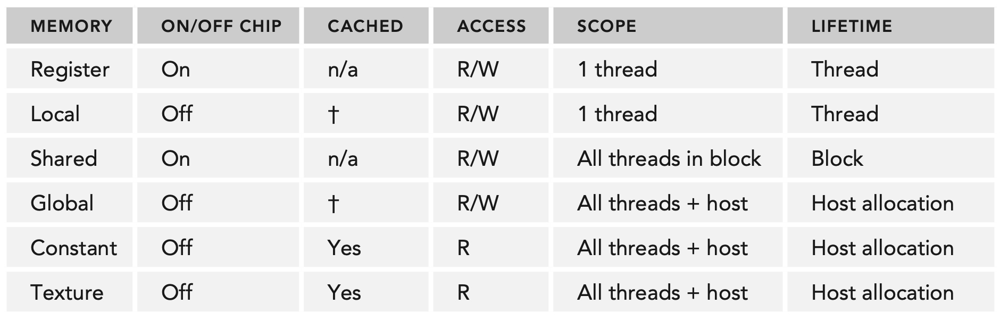 MEMORY ON/OFF CHIP CACHED ACCESS SCOPE LIFETIME
Register On n/a R/W 1 thread Thread
Local Off † R/W 1 thread Thread
Shared On n/a R/W All threads in block Block
Global Off † R/W All threads + host Host allocation
Constant Off Yes R All threads + host Host allocation
Texture Off Yes R All threads + host Host allocation